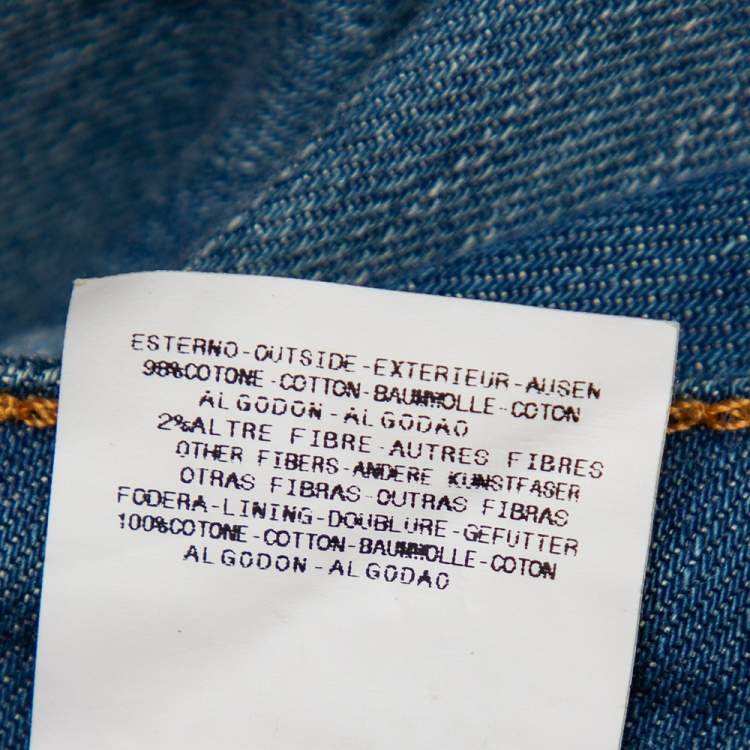 ESTERNO-OUTSIDE-EXTERIEUR-AUSEN
98%COTONE-COTTON-BAUMWOLLE-COTON
ALGODON-ALGODAO
2%ALTRE FIBRE-AUTRES FIBRES
OTHER FIBERS-ANDERE KUNSTFASER
OTRAS FIBRAS-OUTRAS FIBRAS
FODERA-LINING-DOUBLURE-GEFUTTER
100%COTONE-COTTON-BAUMWOLLE-COTON
ALGODON-ALGODAO